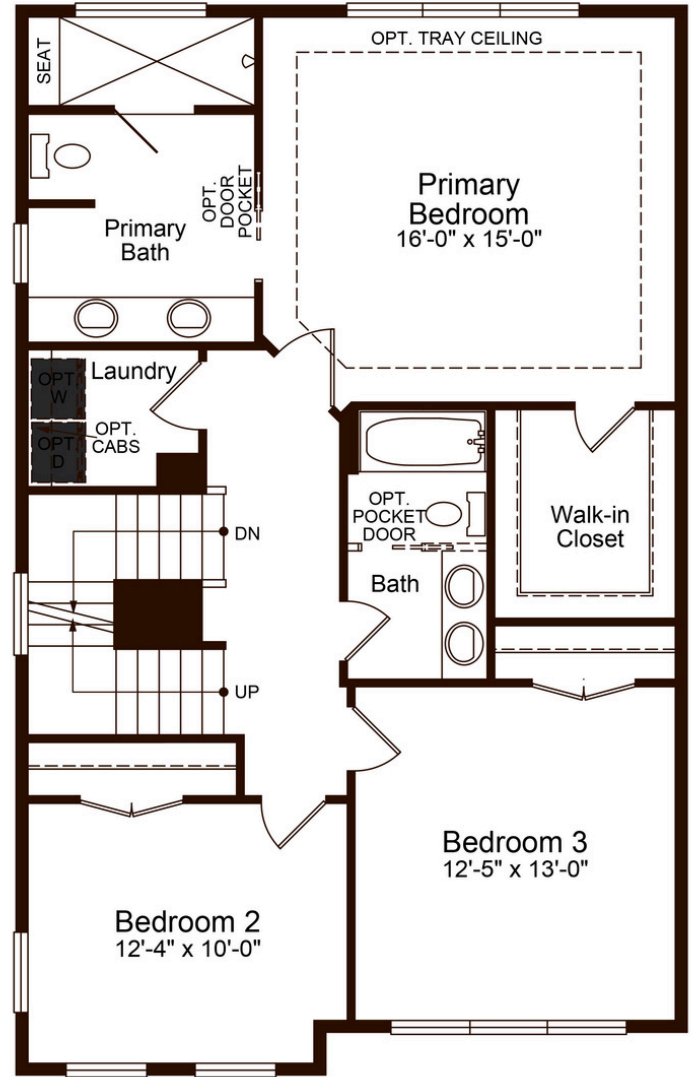 SEAT
OPT. TRAY CEILING
Primary
Bedroom
16'-0" x 15'-0"
OPT.
DOOR
POCKET
Primary
Bath
Laundry
OPT.
W
OPT.
CABS
OPT.
D
OPT.
POCKET
DOOR
Walk-in
Closet
DN
Bath
UP
Bedroom 3
12'-5" x 13'-0"
Bedroom 2
12'-4" x 10'-0"